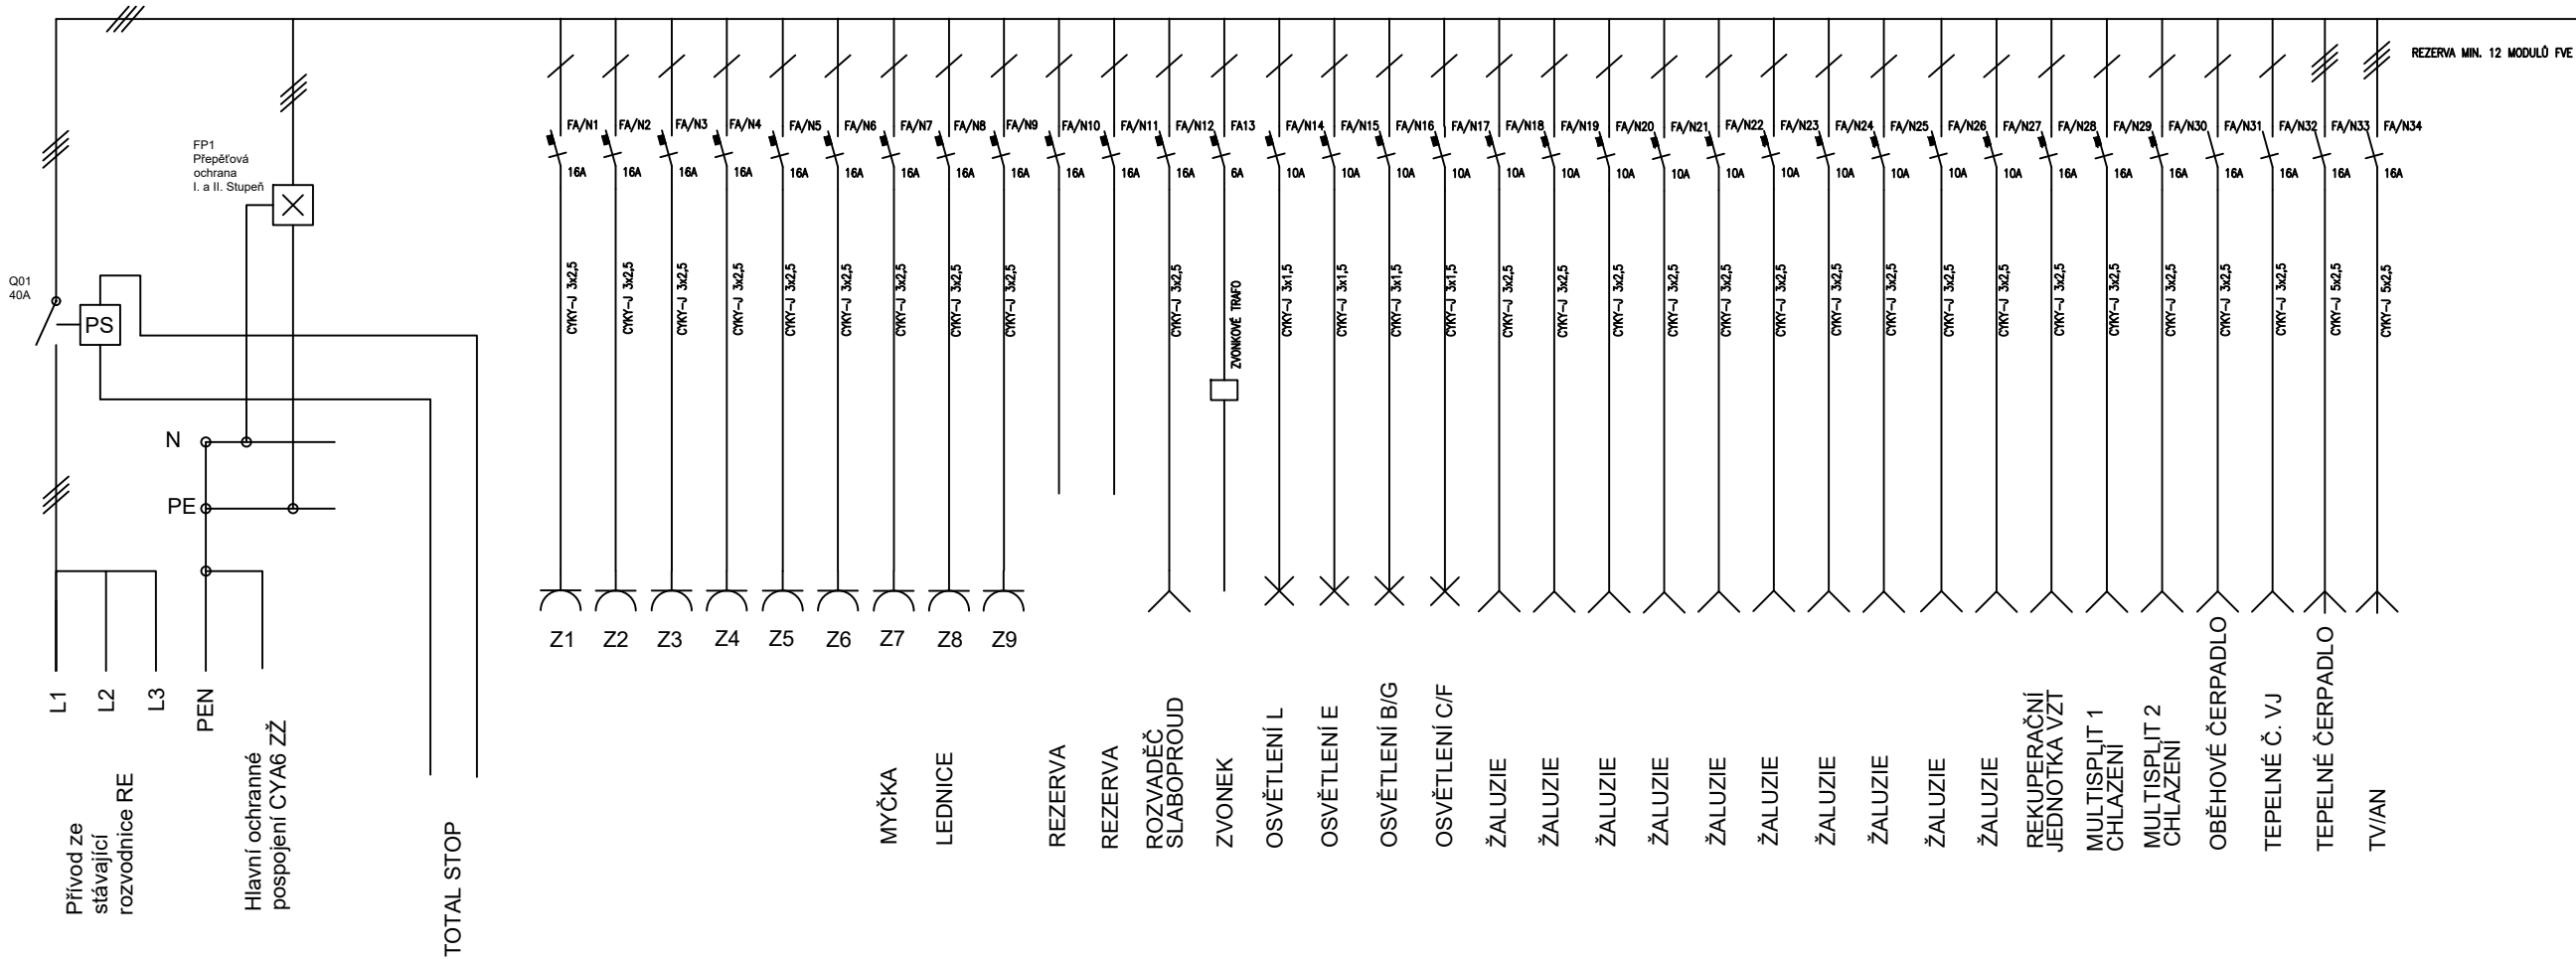 REZERVA MIN. 12 MODULŮ FVE
FP1
Přepěťová
ochrana
I. a II. Stupeň
Q01
40A
PS
N
PE
L1
L2
L3
PEN
Přívod ze
stávající
rozvodnice RE
Hlavní ochranné
pospojení CYA6 ZŽ
TOTAL STOP
FA/N1
16A
CYKY-J 3x2,5
Z1
FA/N2
16A
CYKY-J 3x2,5
Z2
FA/N3
16A
CYKY-J 3x2,5
Z3
FA/N4
16A
CYKY-J 3x2,5
Z4
FA/N5
16A
CYKY-J 3x2,5
Z5
FA/N6
16A
CYKY-J 3x2,5
Z6
FA/N7
16A
CYKY-J 3x2,5
Z7
MYČKA
FA/N8
16A
CYKY-J 3x2,5
Z8
LEDNICE
FA/N9
16A
CYKY-J 3x2,5
Z9
FA/N10
16A
REZERVA
FA/N11
16A
REZERVA
FA/N12
16A
CYKY-J 3x2,5
ROZVADĚČ
SLABOPROUD
FA13
6A
ZVONKOVÉ TRAFO
ZVONEK
FA/N14
10A
CYKY-J 3x1,5
OSVĚTLENÍ L
FA/N15
10A
CYKY-J 3x1,5
OSVĚTLENÍ E
FA/N16
10A
CYKY-J 3x1,5
OSVĚTLENÍ B/G
FA/N17
10A
CYKY-J 3x1,5
OSVĚTLENÍ C/F
FA/N18
10A
CYKY-J 3x2,5
ŽALUZIE
FA/N19
10A
CYKY-J 3x2,5
ŽALUZIE
FA/N20
10A
CYKY-J 3x2,5
ŽALUZIE
FA/N21
10A
CYKY-J 3x2,5
ŽALUZIE
FA/N22
10A
CYKY-J 3x2,5
ŽALUZIE
FA/N23
10A
CYKY-J 3x2,5
ŽALUZIE
FA/N24
10A
CYKY-J 3x2,5
ŽALUZIE
FA/N25
10A
CYKY-J 3x2,5
ŽALUZIE
FA/N26
10A
CYKY-J 3x2,5
ŽALUZIE
FA/N27
10A
CYKY-J 3x2,5
ŽALUZIE
FA/N28
16A
CYKY-J 3x2,5
REKUPERAČNÍ
JEDNOTKA VZT
FA/N29
16A
CYKY-J 3x2,5
MULTISPLIT 1
CHLAZENÍ
FA/N30
16A
CYKY-J 3x2,5
MULTISPLIT 2
CHLAZENÍ
FA/N31
16A
CYKY-J 3x2,5
OBĚHOVÉ ČERPADLO
FA/N32
16A
CYKY-J 3x2,5
TEPELNÉ Č. VJ
FA/N33
16A
CYKY-J 5x2,5
TEPELNÉ ČERPADLO
FA/N34
16A
CYKY-J 5x2,5
TV/AN